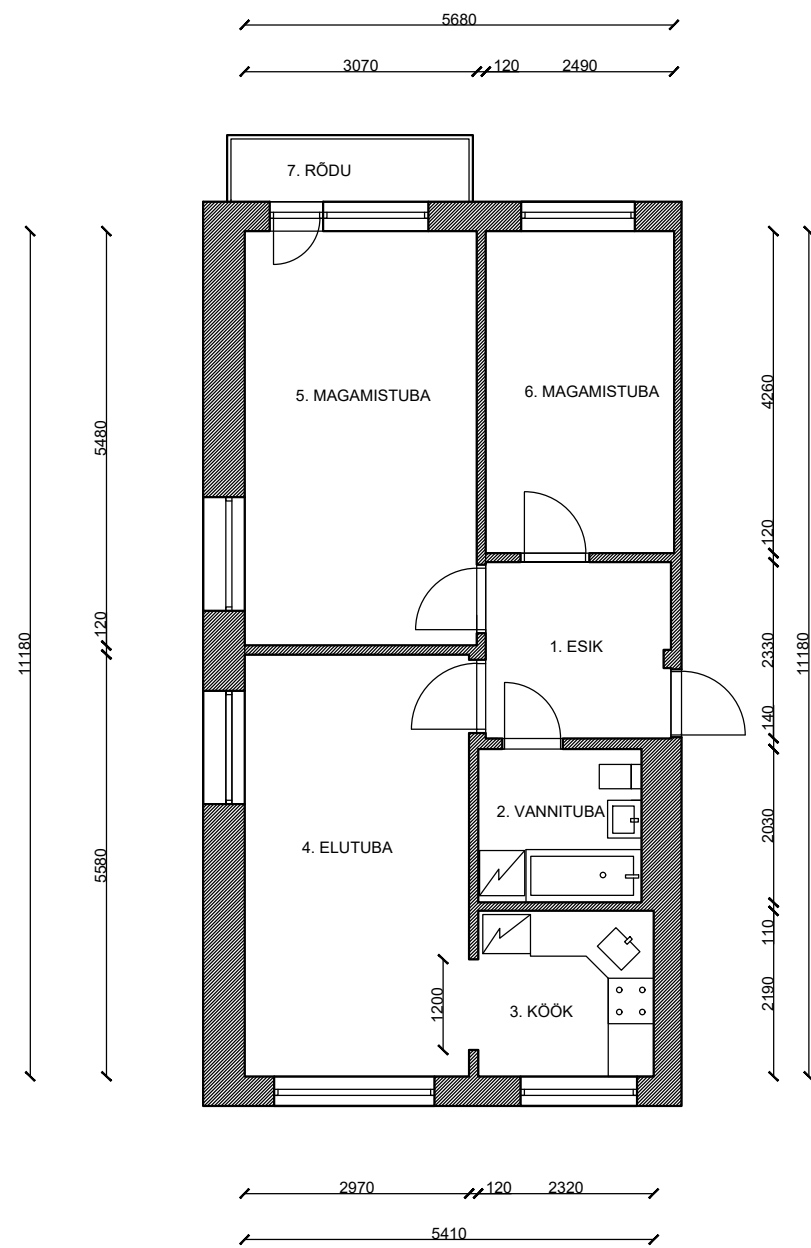 5680
3070 120 2490
7. RÕDU
5. MAGAMISTUBA
6. MAGAMISTUBA
4260
5480
120
120
11180
2330
11180
1. ESIK
140
2. VANNITUBA
2030
4. ELUTUBA
5580
110
1200
3. KÖÖK
2190
2970 120 2320
5410